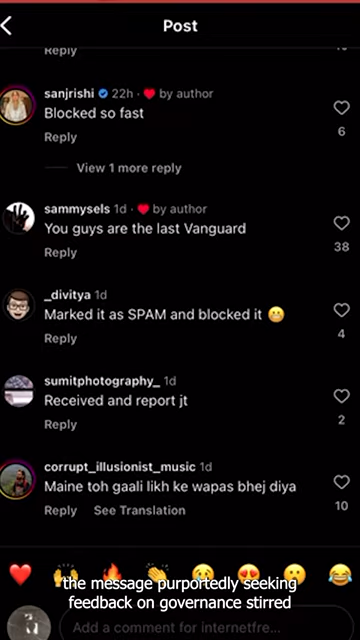 Post
Reply
sanjrishi 22h · ❤️ by author
Blocked so fast
6
Reply
View 1 more reply
sammysels 1d · ❤️ by author
You guys are the last Vanguard
38
Reply
_divitya 1d
Marked it as SPAM and blocked it 😬
4
Reply
sumitphotography_ 1d
Received and report jt
2
Reply
corrupt_illusionist_music 1d
Maine toh gaali likh ke wapas bhej diya
10
Reply See Translation
the message purportedly seeking
feedback on governance stirred
Add a comment for internetfre...